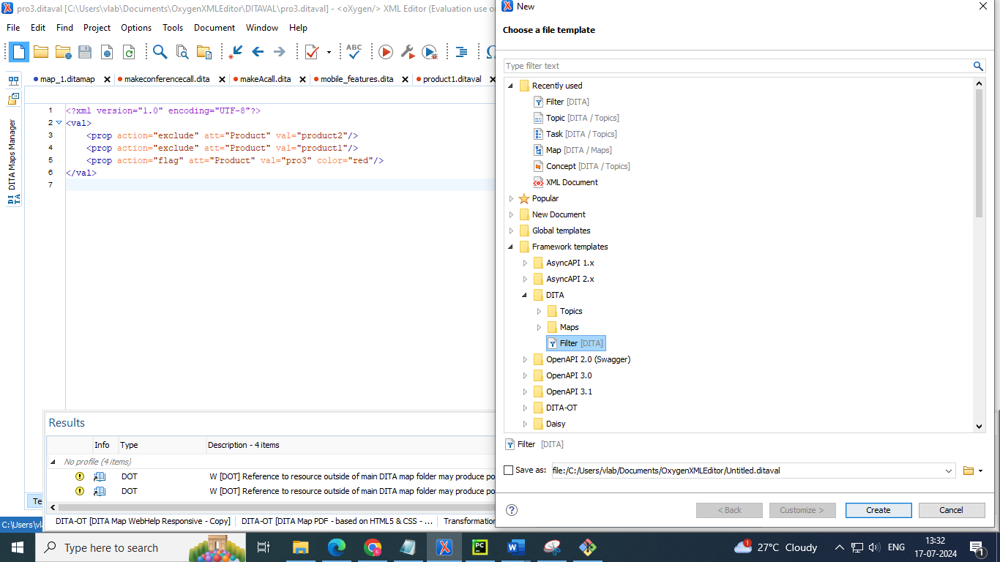 pro3.ditaval [C:\Users\vlab\Documents\OxygenXMLEditor\DITAVAL\pro3.ditaval] - <oXygen/> XML Editor (Evaluation use o
File Edit Find Project Options Tools Document Window Help
map_1.ditamap makeconferencecall.dita makeAcall.dita mobile_features.dita product1.ditaval
DITA Maps Manager
1 <?xml version="1.0" encoding="UTF-8"?>
2 <val>
3 <prop action="exclude" att="Product" val="product2"/>
4 <prop action="exclude" att="Product" val="product1"/>
5 <prop action="flag" att="Product" val="pro3" color="red"/>
6 </val>
7
Results
Info Type Description - 4 items
No profile (4 items)
DOT W [DOT] Reference to resource outside of main DITA map folder may produce po
DOT W [DOT] Reference to resource outside of main DITA map folder may produce po
Te
DITA-OT [DITA Map WebHelp Responsive - Copy] DITA-OT [DITA Map PDF - based on HTML5 & CSS - ... Transformation
C:\Users\vla
New
Choose a file template
Type filter text
Recently used
Filter [DITA]
Topic [DITA / Topics]
Task [DITA / Topics]
Map [DITA / Maps]
Concept [DITA / Topics]
XML Document
Popular
New Document
Global templates
Framework templates
AsyncAPI 1.x
AsyncAPI 2.x
DITA
Topics
Maps
Filter [DITA]
OpenAPI 2.0 (Swagger)
OpenAPI 3.0
OpenAPI 3.1
DITA-OT
Daisy
Filter [DITA]
Save as: file:/C:/Users/vlab/Documents/OxygenXMLEditor/Untitled.ditaval
< Back Customize > Create Cancel
Type here to search
27°C Cloudy
ENG
13:32
17-07-2024